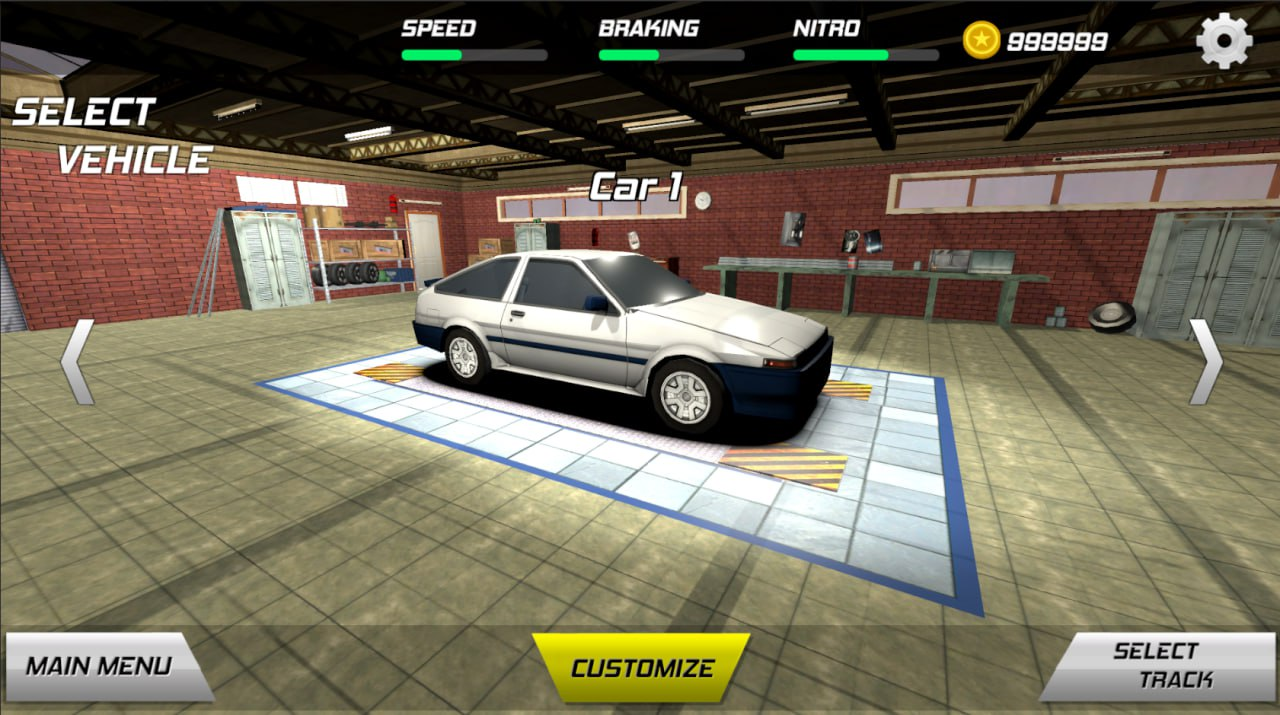 SPEED
BRAKING
NITRO
999999
SELECT
VEHICLE
Car 1
MAIN MENU
CUSTOMIZE
SELECT
TRACK